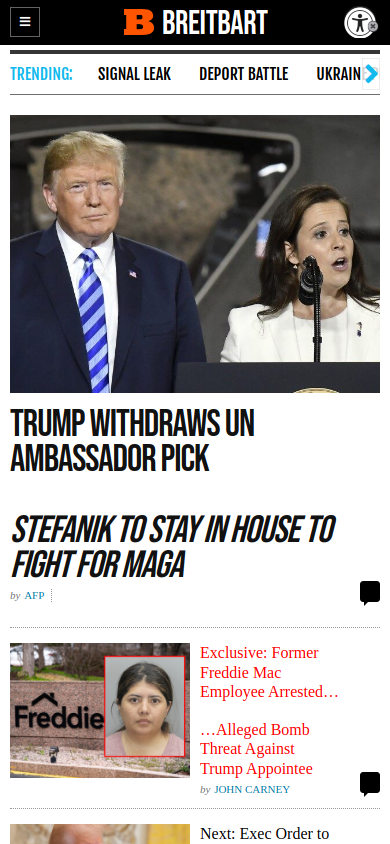 BREITBART
TRENDING:
SIGNAL LEAK
DEPORT BATTLE
TRUMP WITHDRAWS UN
AMBASSADOR PICK
STEFANIK TO STAY IN HOUSE TO
FIGHT FOR MAGA
by AFP
Freddie
Exclusive: Former
Freddie Mac
Employee Arrested…
…Alleged Bomb
Threat Against
Trump Appointee
by JOHN CARNEY
Next: Exec Order to